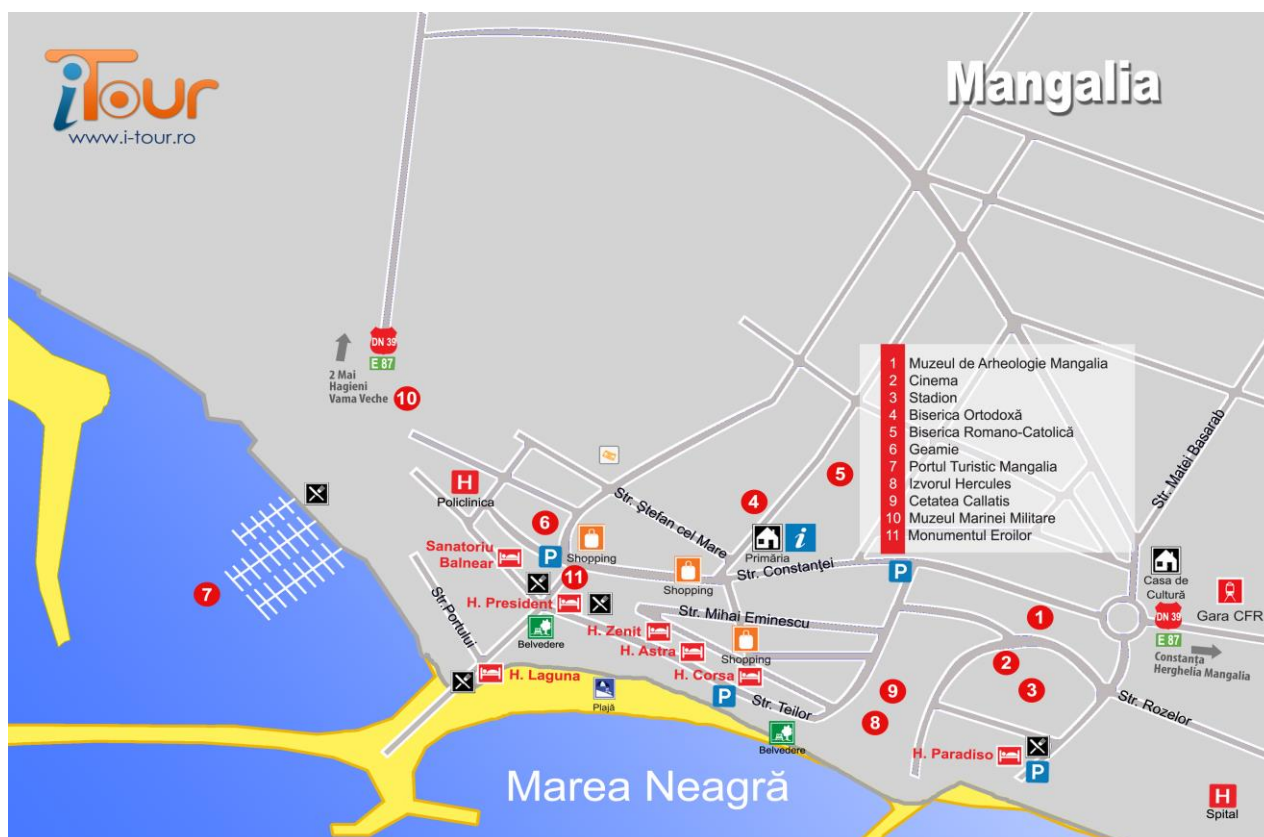 iTour
www.i-tour.ro
Mangalia
DN 39
E 87
2 Mai
Hagieni
Vama Veche
10
1 Muzeul de Arheologie Mangalia
2 Cinema
3 Stadion
4 Biserica Ortodoxă
5 Biserica Romano-Catolică
6 Geamie
7 Portul Turistic Mangalia
8 Izvorul Hercules
9 Cetatea Callatis
10 Muzeul Marinei Militare
11 Monumentul Eroilor
Str. Matei Basarab
5
H
Policlinica
Str. Ştefan cel Mare
4
6
Sanatoriu
Balnear
P
Shopping
Primăria
i
Shopping
Str. Constanţei
P
Casa de
Cultură
Gara CFR
DN 39
E 87
Constanţa
Herghelia Mangalia
7
11
H. President
Str.Portului
Belvedere
Str. Mihai Eminescu
1
H. Zenit
H. Astra
Shopping
2
H. Laguna
H. Corsa
3
9
Plajă
P
Str. Teilor
8
Str. Rozelor
Belvedere
H. Paradiso
P
Marea Neagră
H
Spital